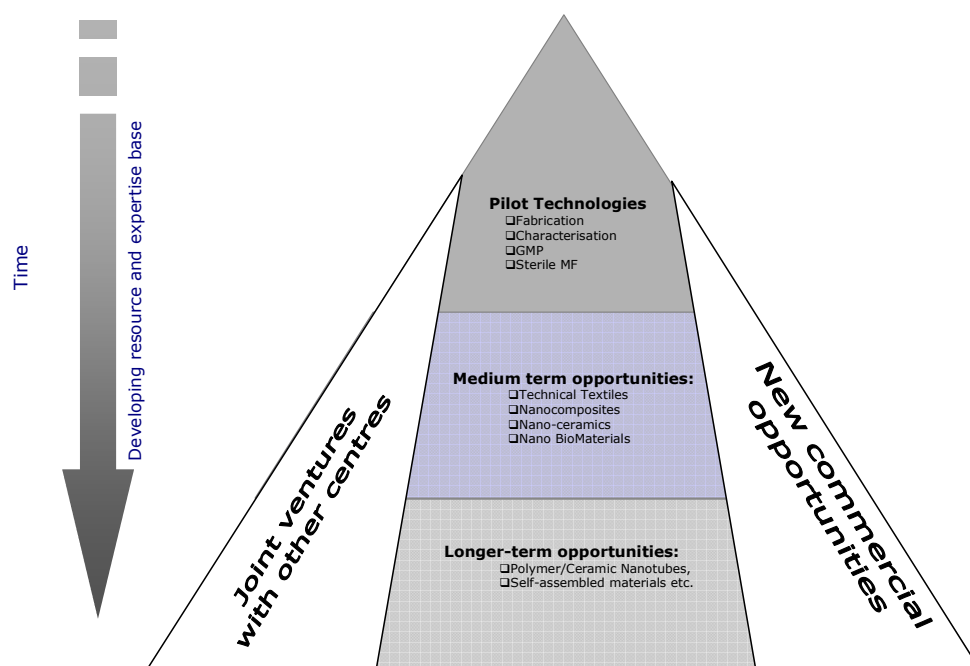 Time
Developing resource and expertise base
Pilot Technologies
❑Fabrication
❑Characterisation
❑GMP
❑Sterile MF
Medium term opportunities:
❑Technical Textiles
❑Nanocomposites
❑Nano-ceramics
❑Nano BioMaterials
Longer-term opportunities:
❑Polymer/Ceramic Nanotubes,
❑Self-assembled materials etc.
Joint ventures
with other centres
New commercial
opportunities